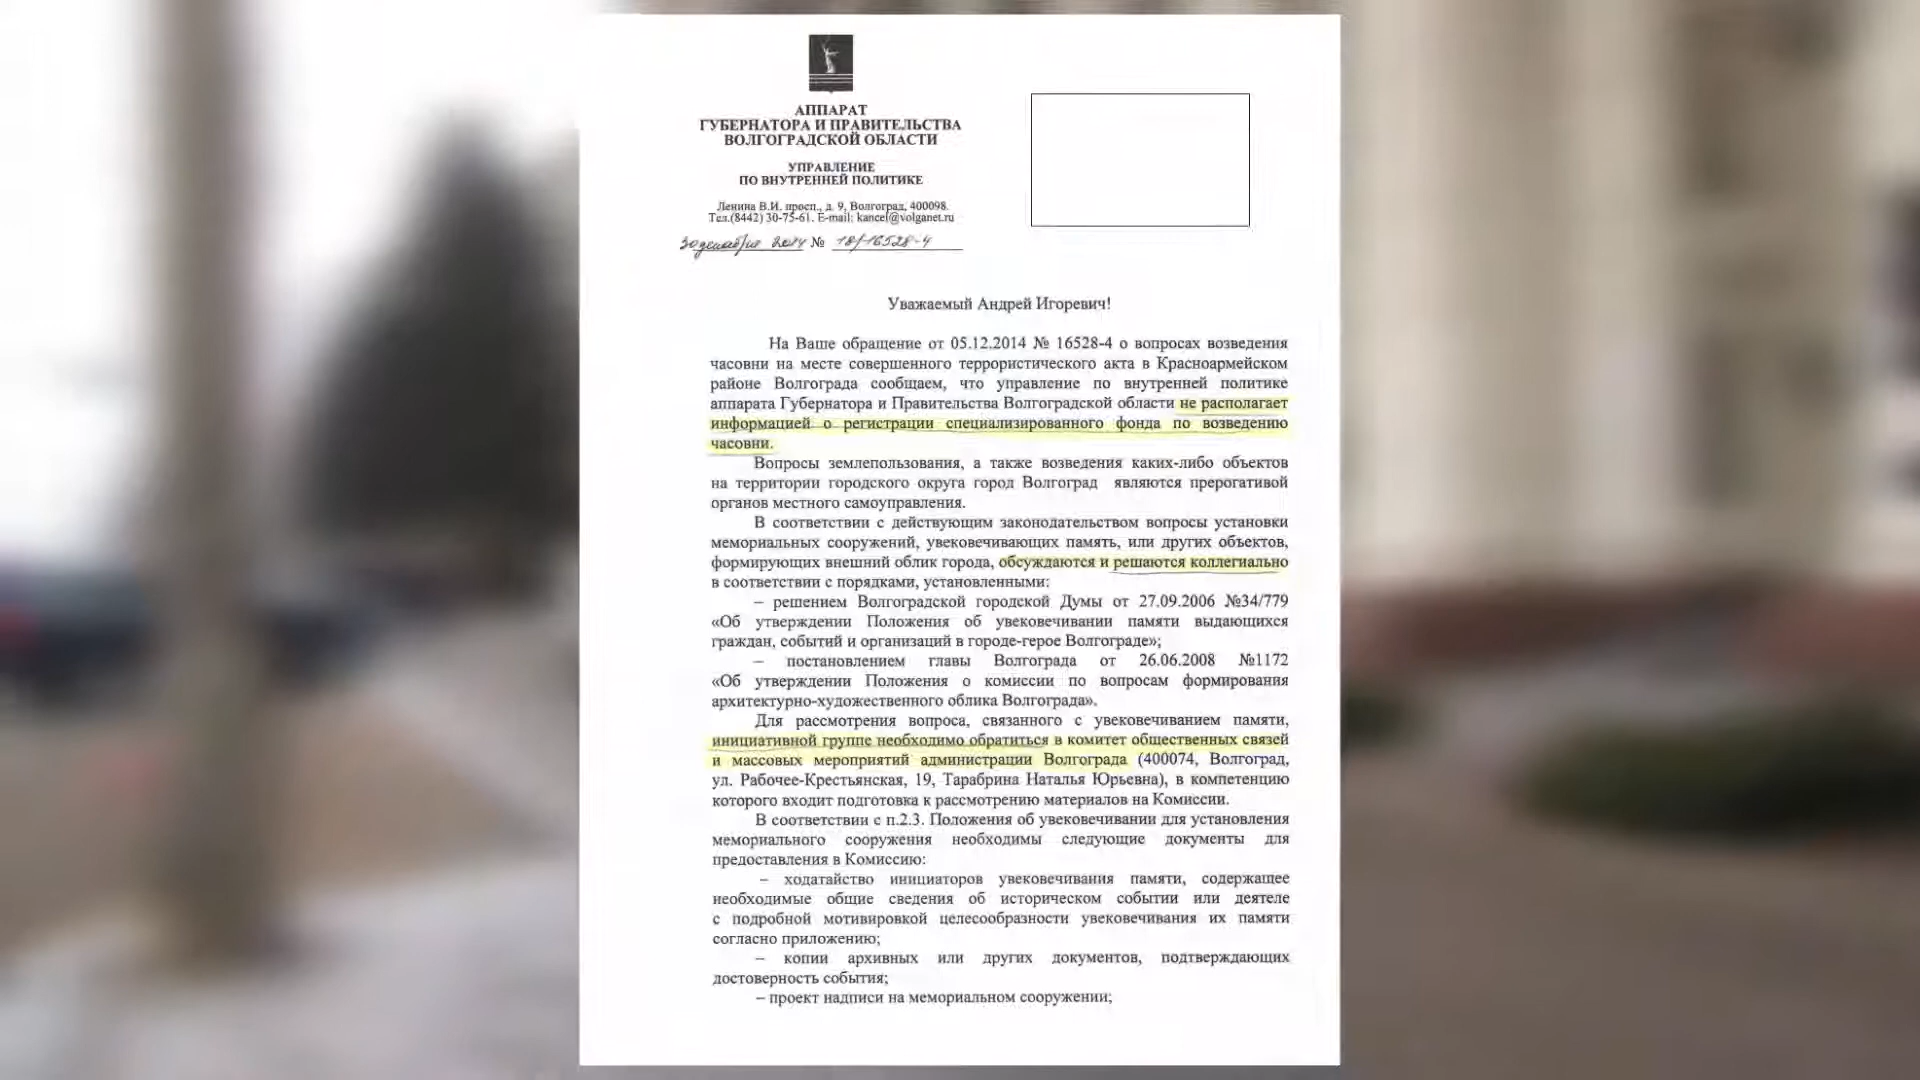 АППАРАТ
ГУБЕРНАТОРА И ПРАВИТЕЛЬСТВА
ВОЛГОГРАДСКОЙ ОБЛАСТИ
УПРАВЛЕНИЕ
ПО ВНУТРЕННЕЙ ПОЛИТИКЕ
Ленина В.И. просп., д. 9, Волгоград, 400098.
Тел.(8442) 30-75-61. E-mail: kancel@volganet.ru
30 декабря 2014 № 18/16528-4
Уважаемый Андрей Игоревич!
На Ваше обращение от 05.12.2014 № 16528-4 о вопросах возведения
часовни на месте совершенного террористического акта в Красноармейском
районе Волгограда сообщаем, что управление по внутренней политике
аппарата Губернатора и Правительства Волгоградской области не располагает
информацией о регистрации специализированного фонда по возведению
часовни.
Вопросы землепользования, а также возведения каких-либо объектов
на территории городского округа город Волгоград являются прерогативой
органов местного самоуправления.
В соответствии с действующим законодательством вопросы установки
мемориальных сооружений, увековечивающих память, или других объектов,
формирующих внешний облик города, обсуждаются и решаются коллегиально
в соответствии с порядками, установленными:
– решением Волгоградской городской Думы от 27.09.2006 №34/779
«Об утверждении Положения об увековечивании памяти выдающихся
граждан, событий и организаций в городе-герое Волгограде»;
– постановлением главы Волгограда от 26.06.2008 №1172
«Об утверждении Положения о комиссии по вопросам формирования
архитектурно-художественного облика Волгограда».
Для рассмотрения вопроса, связанного с увековечиванием памяти,
инициативной группе необходимо обратиться в комитет общественных связей
и массовых мероприятий администрации Волгограда (400074, Волгоград,
ул. Рабочее-Крестьянская, 19, Тарабрина Наталья Юрьевна), в компетенцию
которого входит подготовка к рассмотрению материалов на Комиссии.
В соответствии с п.2.3. Положения об увековечивании для установления
мемориального сооружения необходимы следующие документы для
предоставления в Комиссию:
– ходатайство инициаторов увековечивания памяти, содержащее
необходимые общие сведения об историческом событии или деятеле
с подробной мотивировкой целесообразности увековечивания их памяти
согласно приложению;
– копии архивных или других документов, подтверждающих
достоверность события;
– проект надписи на мемориальном сооружении;